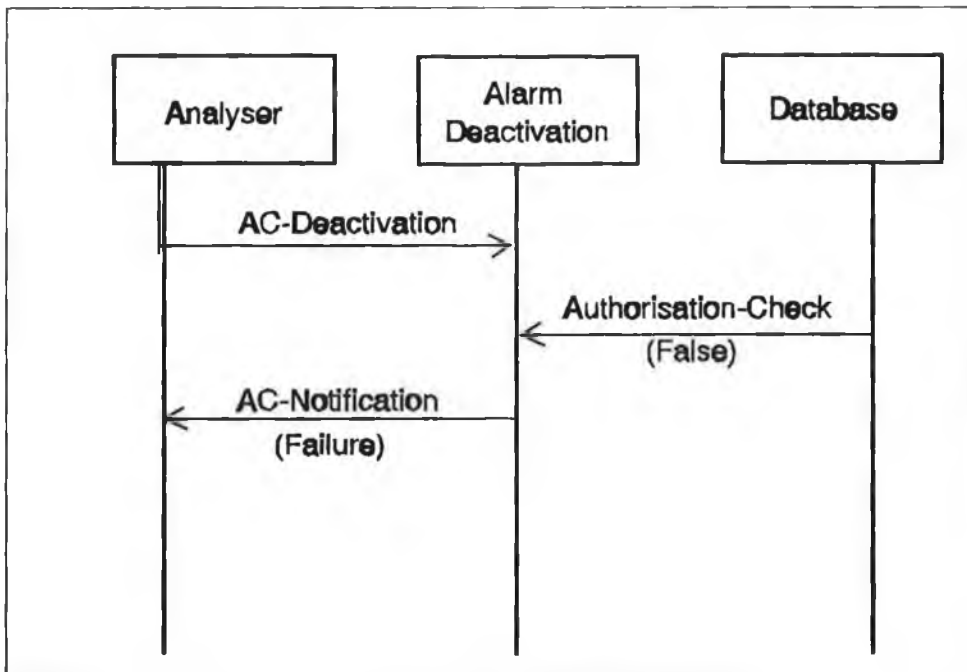 Analyser
Alarm
Deactivation
Database
AC-Deactivation
Authorisation-Check
(False)
AC-Notification
(Failure)